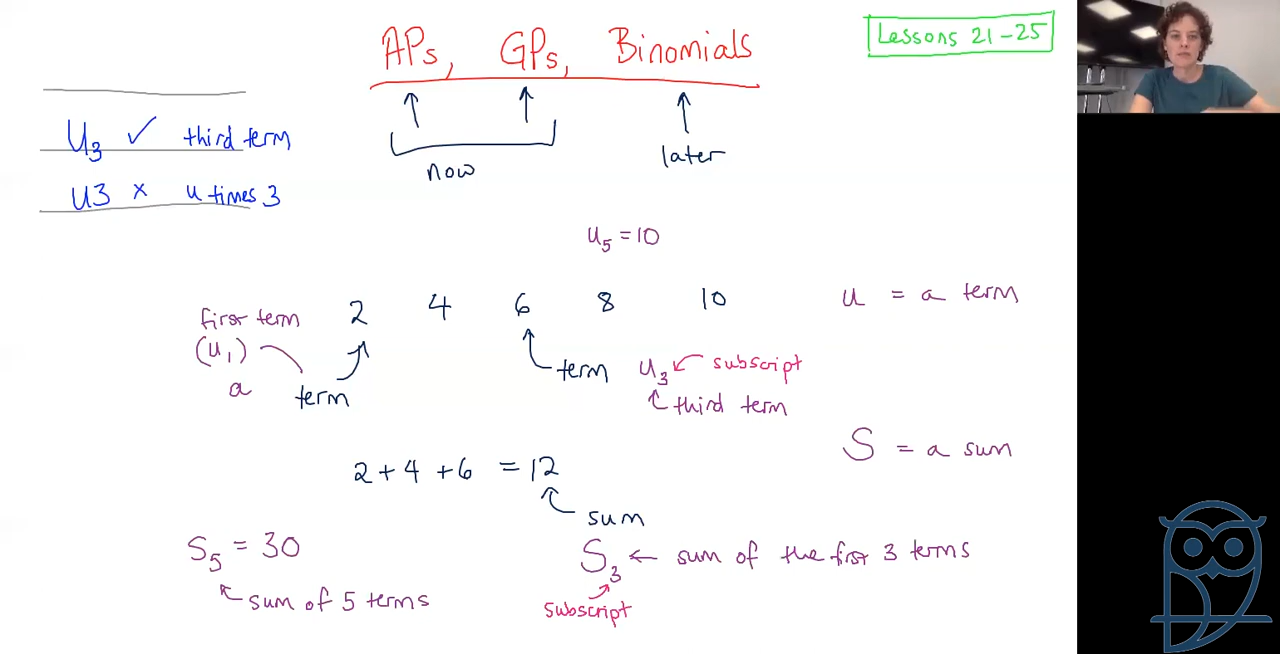 APs, GPs, Binomials
Lessons 21-25
now
later
U₃ ✓ third term
U3 × u times 3
u₅ = 10
2 4 6 8 10
u = a term
first term
(u₁)
a
term
term
u₃ subscript
third term
S = a sum
2 + 4 + 6 = 12
sum
S₅ = 30
sum of 5 terms
S₃ ← sum of the first 3 terms
subscript